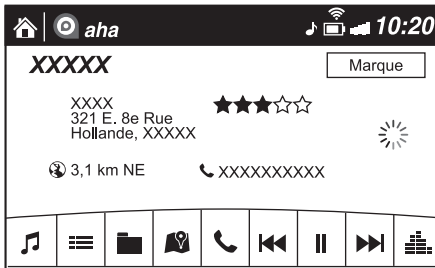 aha 10:20
XXXXX Marque
XXXX
321 E. 8e Rue
Hollande, XXXXX
3,1 km NE XXXXXXXXXX